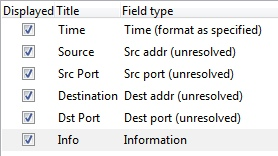 Displayed Title Field type
Time Time (format as specified)
Source Src addr (unresolved)
Src Port Src port (unresolved)
Destination Dest addr (unresolved)
Dst Port Dest port (unresolved)
Info Information